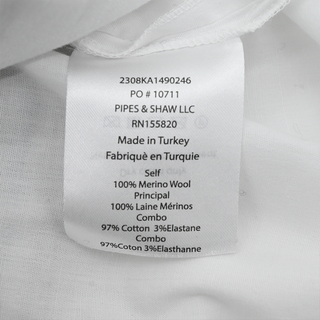 2308KA1490246
PO # 10711
PIPES & SHAW LLC
RN155820
Made in Turkey
Fabriquè en Turquie
Self
100% Merino Wool
Principal
100% Laine Mérinos
Combo
97% Cotton 3%Elastane
Combo
97%Coton 3%Elasthanne